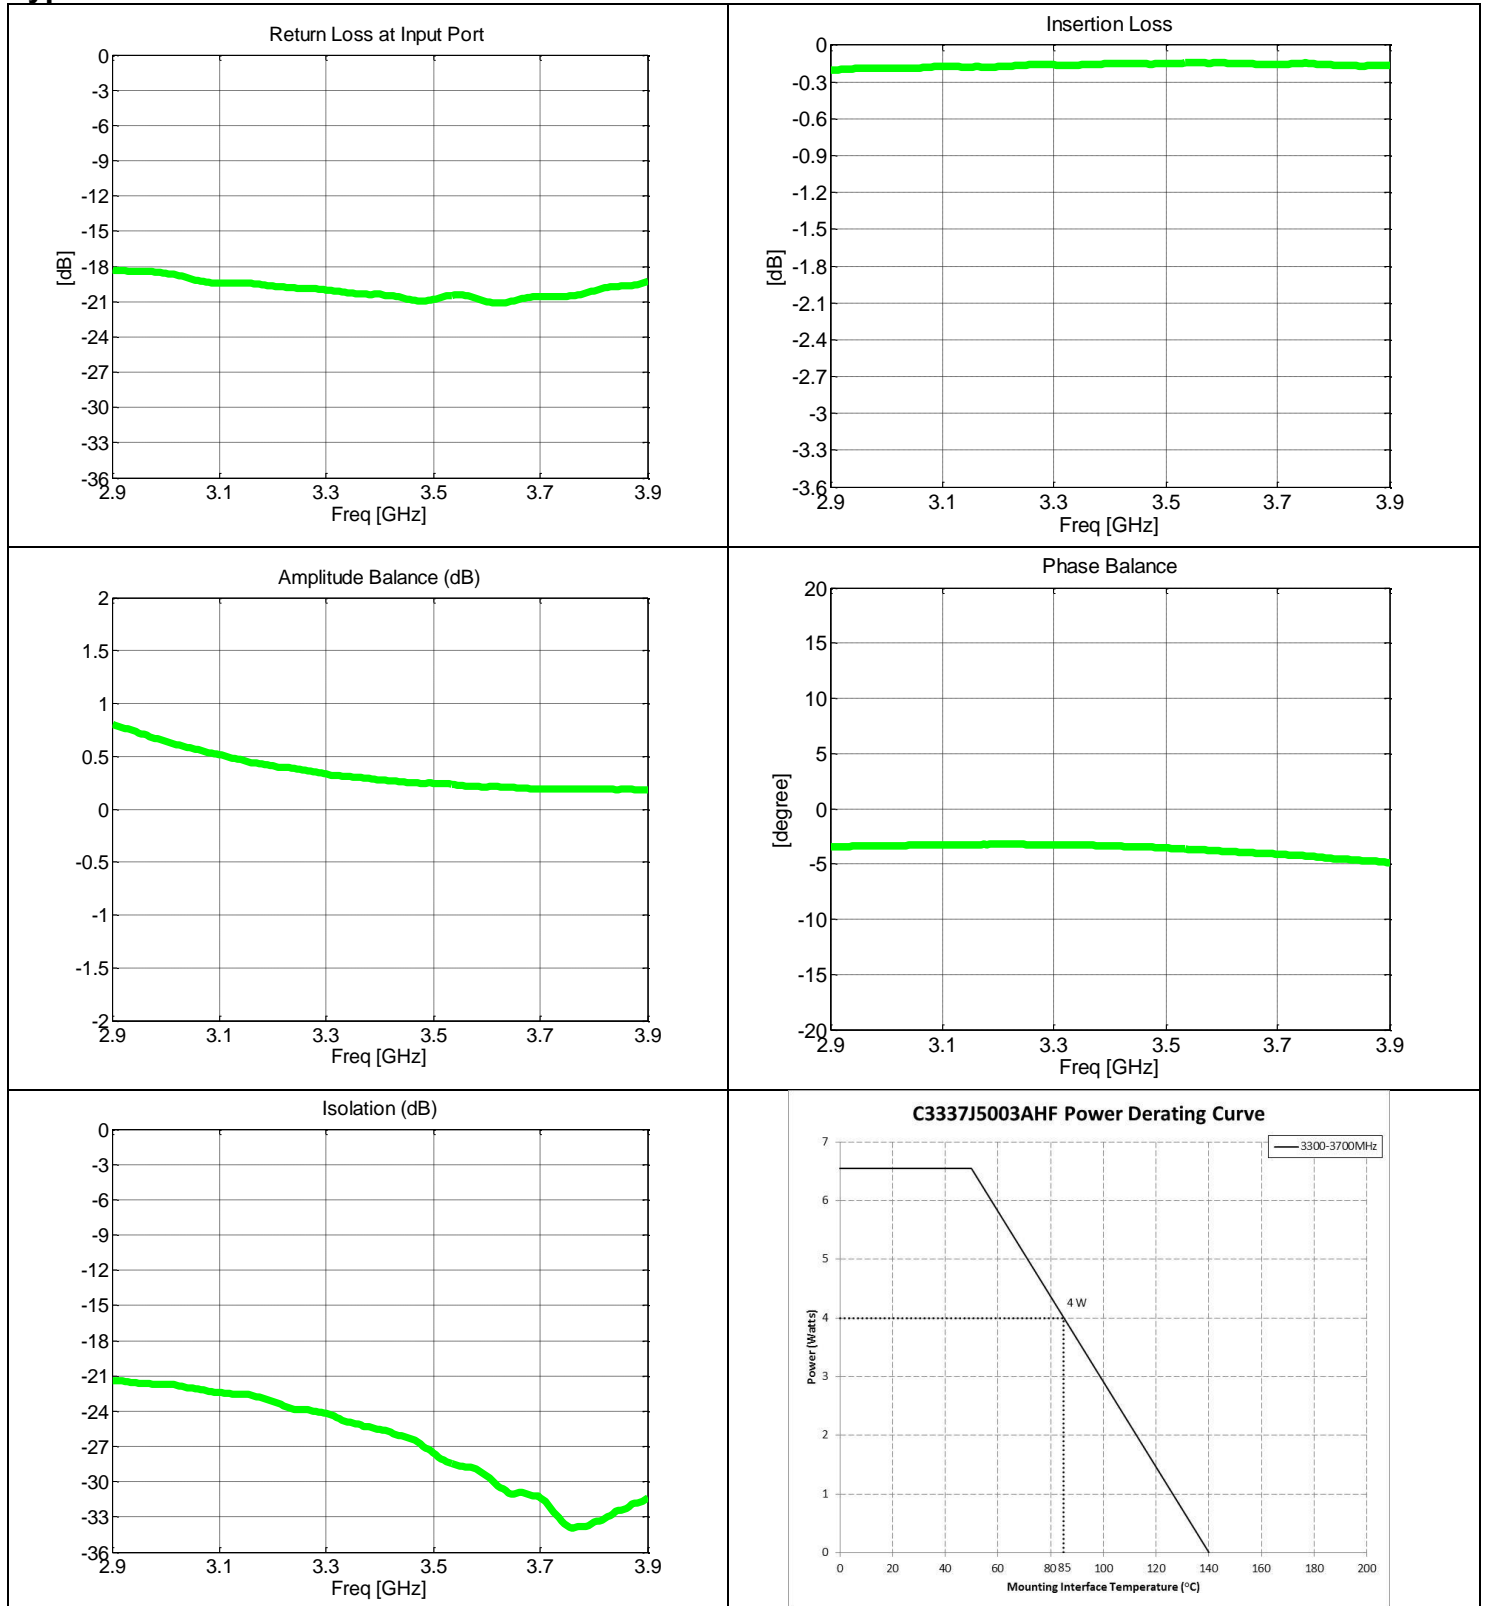 Return Loss at Input Port
0
-3
-6
-9
-12
-15
-18
-21
-24
-27
-30
-33
-36
[dB]
2.9 3.1 3.3 3.5 3.7 3.9
Freq [GHz]
Insertion Loss
0
-0.3
-0.6
-0.9
-1.2
-1.5
-1.8
-2.1
-2.4
-2.7
-3
-3.3
-3.6
[dB]
2.9 3.1 3.3 3.5 3.7 3.9
Freq [GHz]
Amplitude Balance (dB)
2
1.5
1
0.5
0
-0.5
-1
-1.5
-2
2.9 3.1 3.3 3.5 3.7 3.9
Freq [GHz]
Phase Balance
20
15
10
5
0
-5
-10
-15
-20
[degree]
2.9 3.1 3.3 3.5 3.7 3.9
Freq [GHz]
Isolation (dB)
0
-3
-6
-9
-12
-15
-18
-21
-24
-27
-30
-33
-36
2.9 3.1 3.3 3.5 3.7 3.9
Freq [GHz]
C3337J5003AHF Power Derating Curve
3300-3700MHz
7
6
5
4
3
2
1
0
Power (Watts)
4 W
0 20 40 60 80 85 100 120 140 160 180 200
Mounting Interface Temperature (°C)